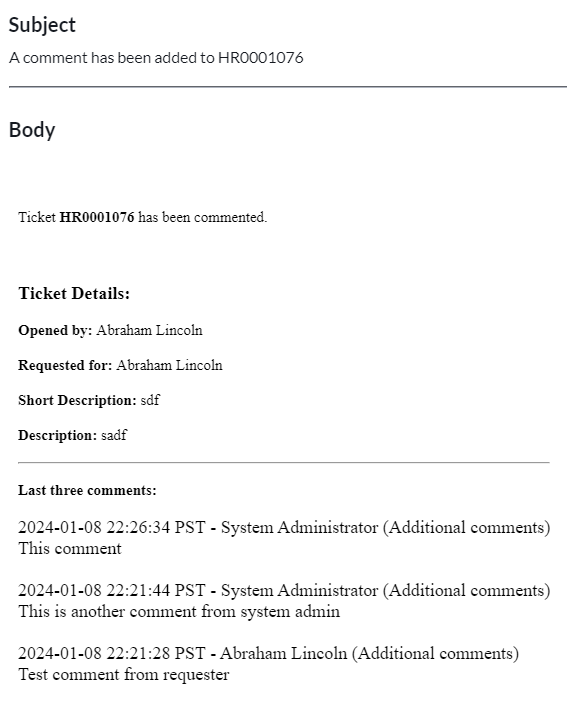 Subject
A comment has been added to HR0001076
Body
Ticket HR0001076 has been commented.
Ticket Details:
Opened by: Abraham Lincoln
Requested for: Abraham Lincoln
Short Description: sdf
Description: sadf
Last three comments:
2024-01-08 22:26:34 PST - System Administrator (Additional comments)
This comment
2024-01-08 22:21:44 PST - System Administrator (Additional comments)
This is another comment from system admin
2024-01-08 22:21:28 PST - Abraham Lincoln (Additional comments)
Test comment from requester